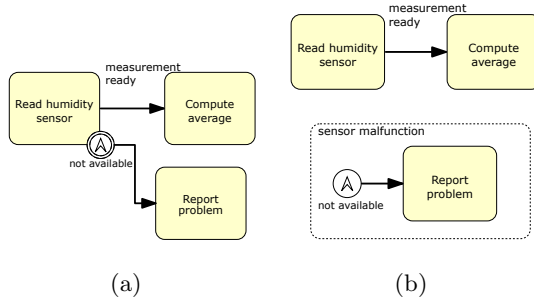 measurement
ready
Read humidity
sensor
Compute
average
not available
Report
problem
(a)
measurement
ready
Read humidity
sensor
Compute
average
sensor malfunction
not available
Report
problem
(b)